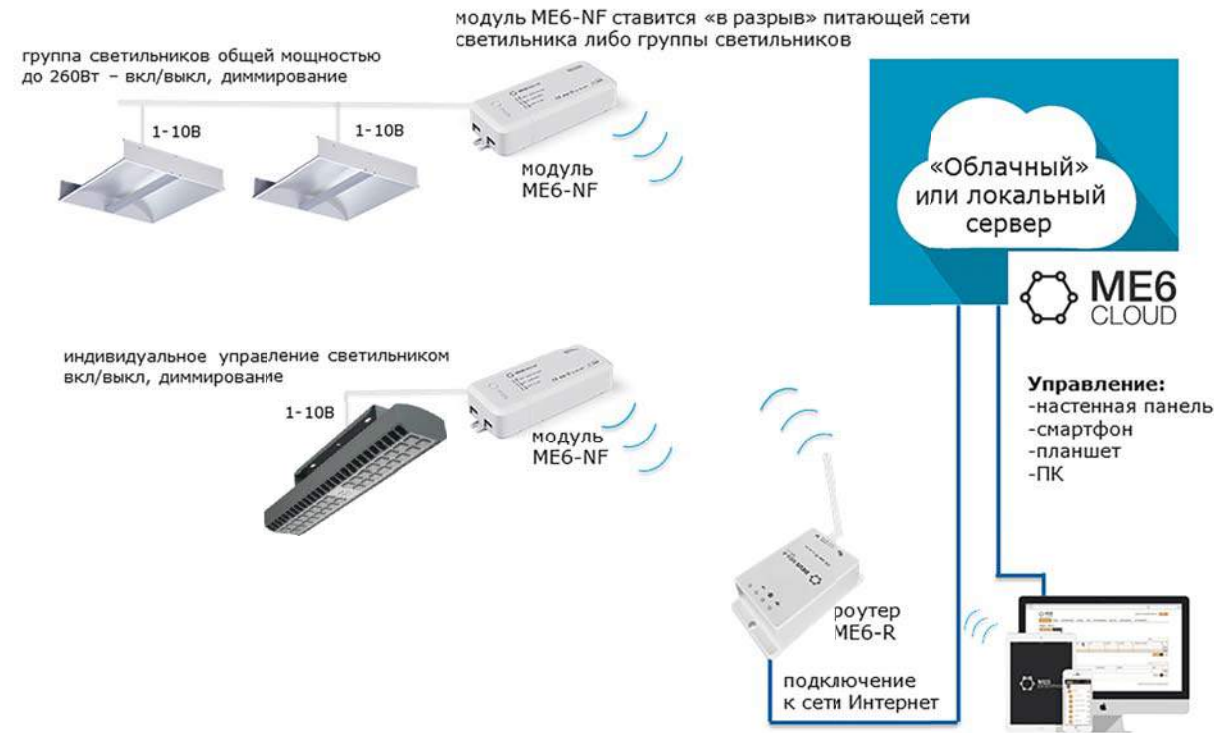 модуль ME6-NF ставится «в разрыв» питающей сети
светильника либо группы светильников
группа светильников общей мощностью
до 260Вт – вкл/выкл, диммирование
1-10В
1-10В
модуль
ME6-NF
«Облачный»
или локальный
сервер
ME6
CLOUD
индивидуальное управление светильником
вкл/выкл, диммирование
1-10В
модуль
ME6-NF
Управление:
-настенная панель
-смартфон
-планшет
-ПК
роутер
ME6-R
подключение
к сети Интернет
ME6